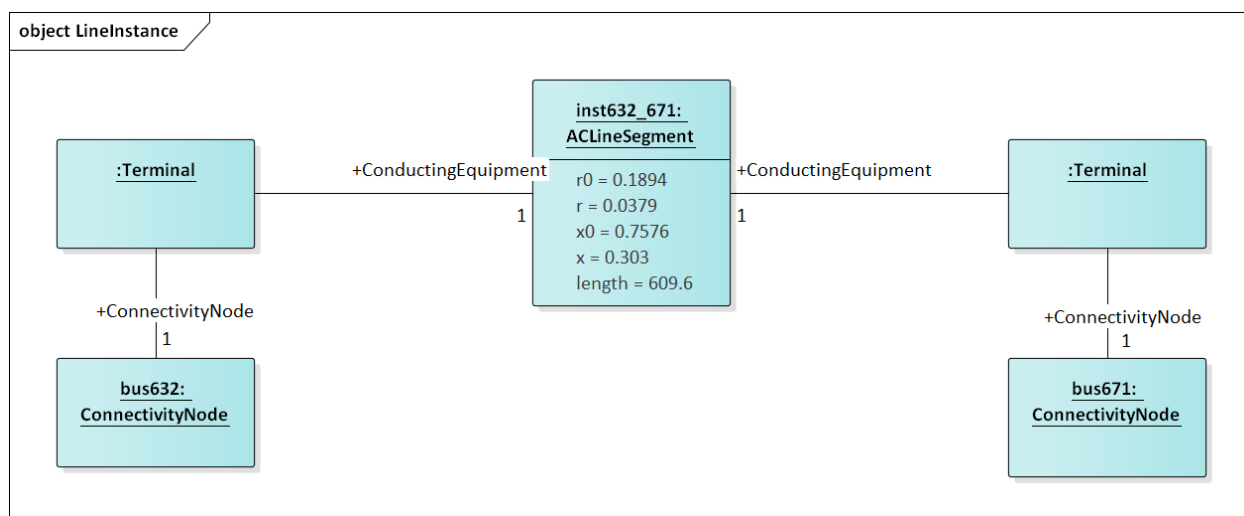 object LineInstance
inst632_671:
ACLineSegment
r0 = 0.1894
r = 0.0379
x0 = 0.7576
x = 0.303
length = 609.6
:Terminal
+ConductingEquipment
1
+ConductingEquipment
1
:Terminal
+ConnectivityNode
1
+ConnectivityNode
1
bus632:
ConnectivityNode
bus671:
ConnectivityNode